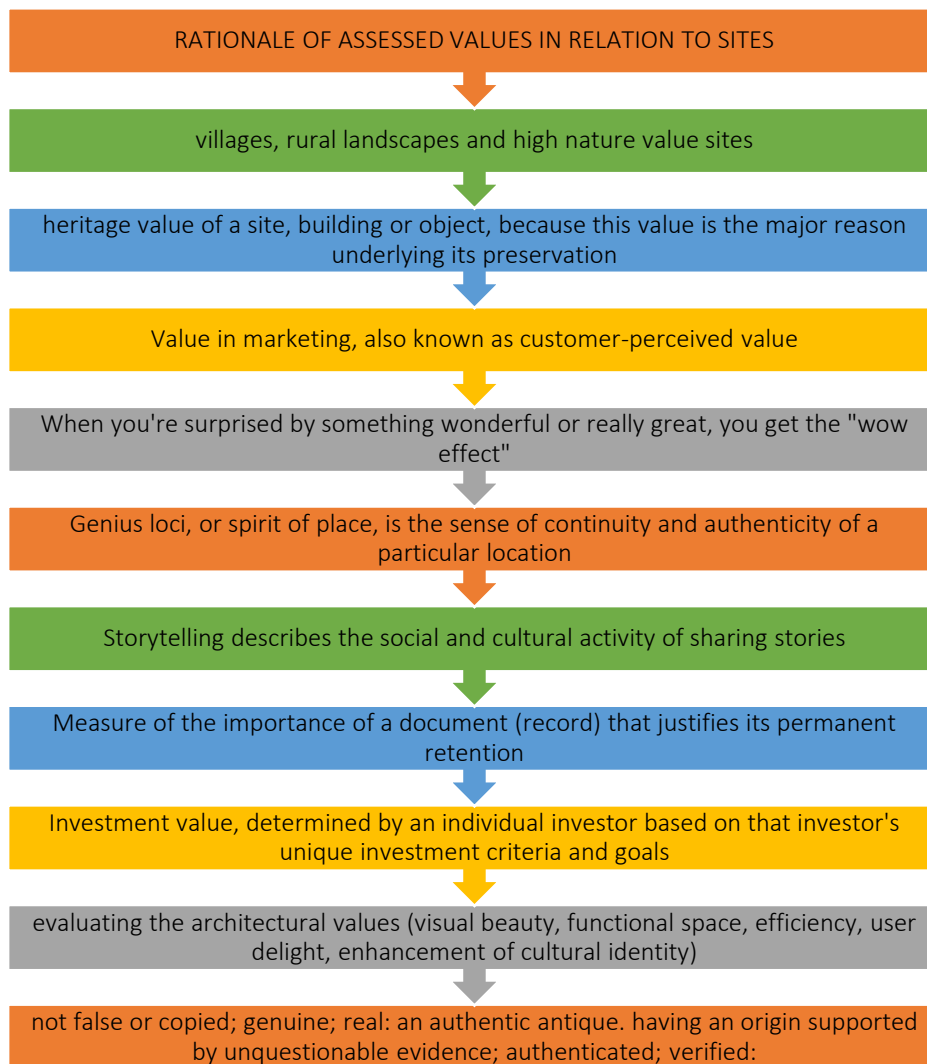 RATIONALE OF ASSESSED VALUES IN RELATION TO SITES
villages, rural landscapes and high nature value sites
heritage value of a site, building or object, because this value is the major reason
underlying its preservation
Value in marketing, also known as customer-perceived value
When you're surprised by something wonderful or really great, you get the "wow
effect"
Genius loci, or spirit of place, is the sense of continuity and authenticity of a
particular location
Storytelling describes the social and cultural activity of sharing stories
Measure of the importance of a document (record) that justifies its permanent
retention
Investment value, determined by an individual investor based on that investor's
unique investment criteria and goals
evaluating the architectural values (visual beauty, functional space, efficiency, user
delight, enhancement of cultural identity)
not false or copied; genuine; real: an authentic antique. having an origin supported
by unquestionable evidence; authenticated; verified: